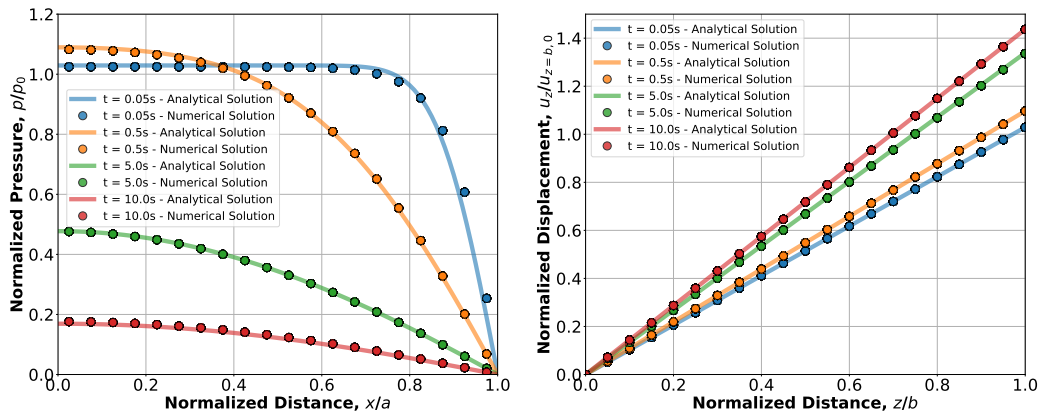 1.0
0.8
0.6
0.4
0.2
0.0
Normalized Pressure, p/p₀
t = 0.05s - Analytical Solution
t = 0.05s - Numerical Solution
t = 0.5s - Analytical Solution
t = 0.5s - Numerical Solution
t = 5.0s - Analytical Solution
t = 5.0s - Numerical Solution
t = 10.0s - Analytical Solution
t = 10.0s - Numerical Solution
0.0 0.2 0.4 0.6 0.8 1.0
Normalized Distance, x/a
1.4
1.2
1.0
0.8
0.6
0.4
0.2
0.0
Normalized Displacement, u_z/u_{z=b,0}
t = 0.05s - Analytical Solution
t = 0.05s - Numerical Solution
t = 0.5s - Analytical Solution
t = 0.5s - Numerical Solution
t = 5.0s - Analytical Solution
t = 5.0s - Numerical Solution
t = 10.0s - Analytical Solution
t = 10.0s - Numerical Solution
0.0 0.2 0.4 0.6 0.8 1.0
Normalized Distance, z/b